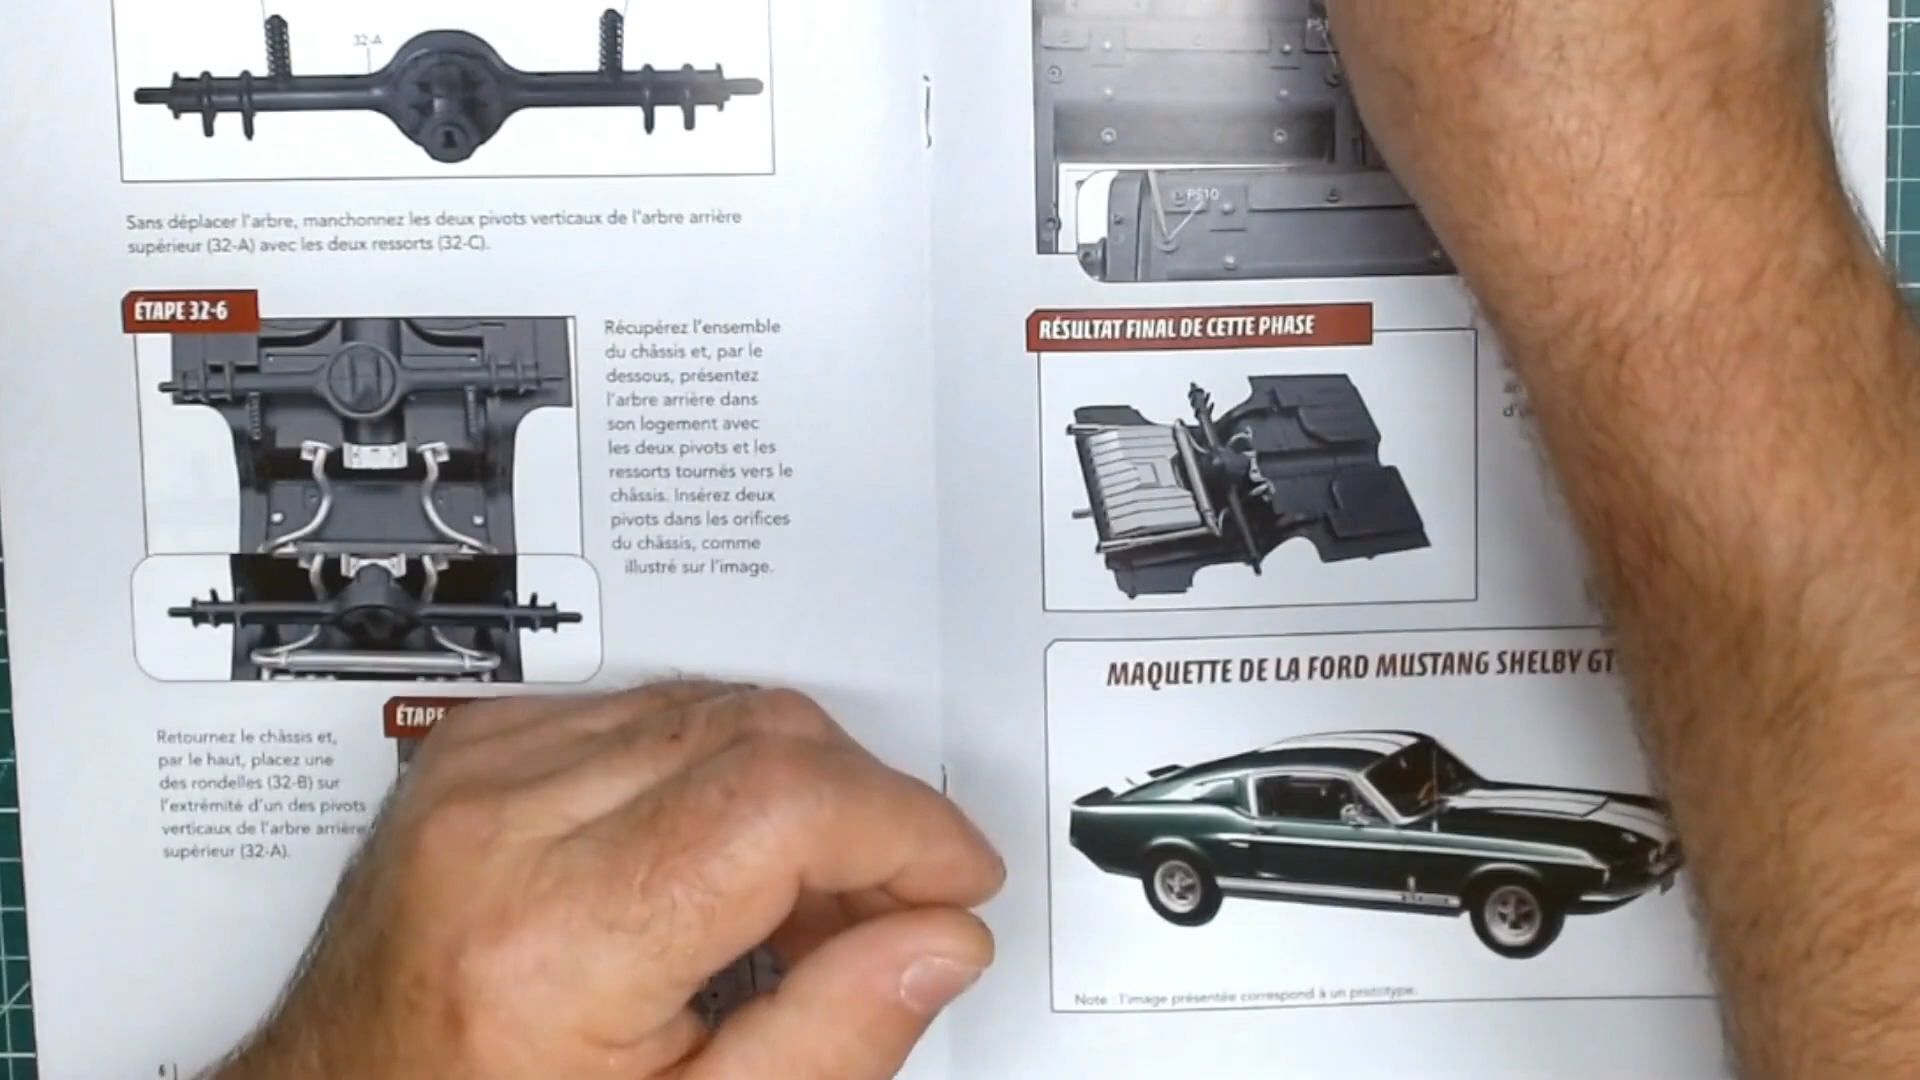 32-A
Sans déplacer l'arbre, manchonnez les deux pivots verticaux de l'arbre arrière
supérieur (32-A) avec les deux ressorts (32-C).
ÉTAPE 32-6
Récupérez l'ensemble
du châssis et, par le
dessous, présentez
l'arbre arrière dans
son logement avec
les deux pivots et les
ressorts tournés vers le
châssis. Insérez deux
pivots dans les orifices
du châssis, comme
illustré sur l'image.
ÉTAPE
Retournez le châssis et,
par le haut, placez une
des rondelles (32-B) sur
l'extrémité d'un des pivots
verticaux de l'arbre arrière
supérieur (32-A).
6
PS10
RÉSULTAT FINAL DE CETTE PHASE
MAQUETTE DE LA FORD MUSTANG SHELBY GT
Note : l'image présentée correspond à un prototype.